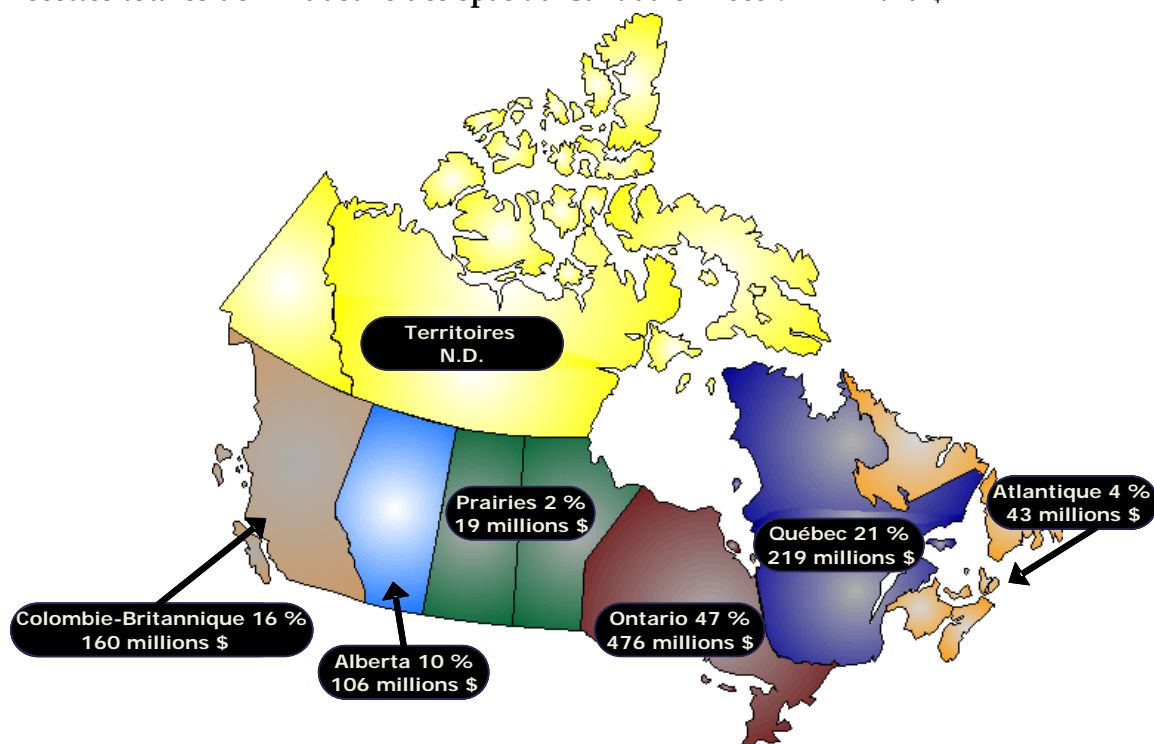 Territoires
N.D.
Prairies 2 %
19 millions $
Atlantique 4 %
43 millions $
Québec 21 %
219 millions $
Colombie-Britannique 16 %
160 millions $
Ontario 47 %
476 millions $
Alberta 10 %
106 millions $